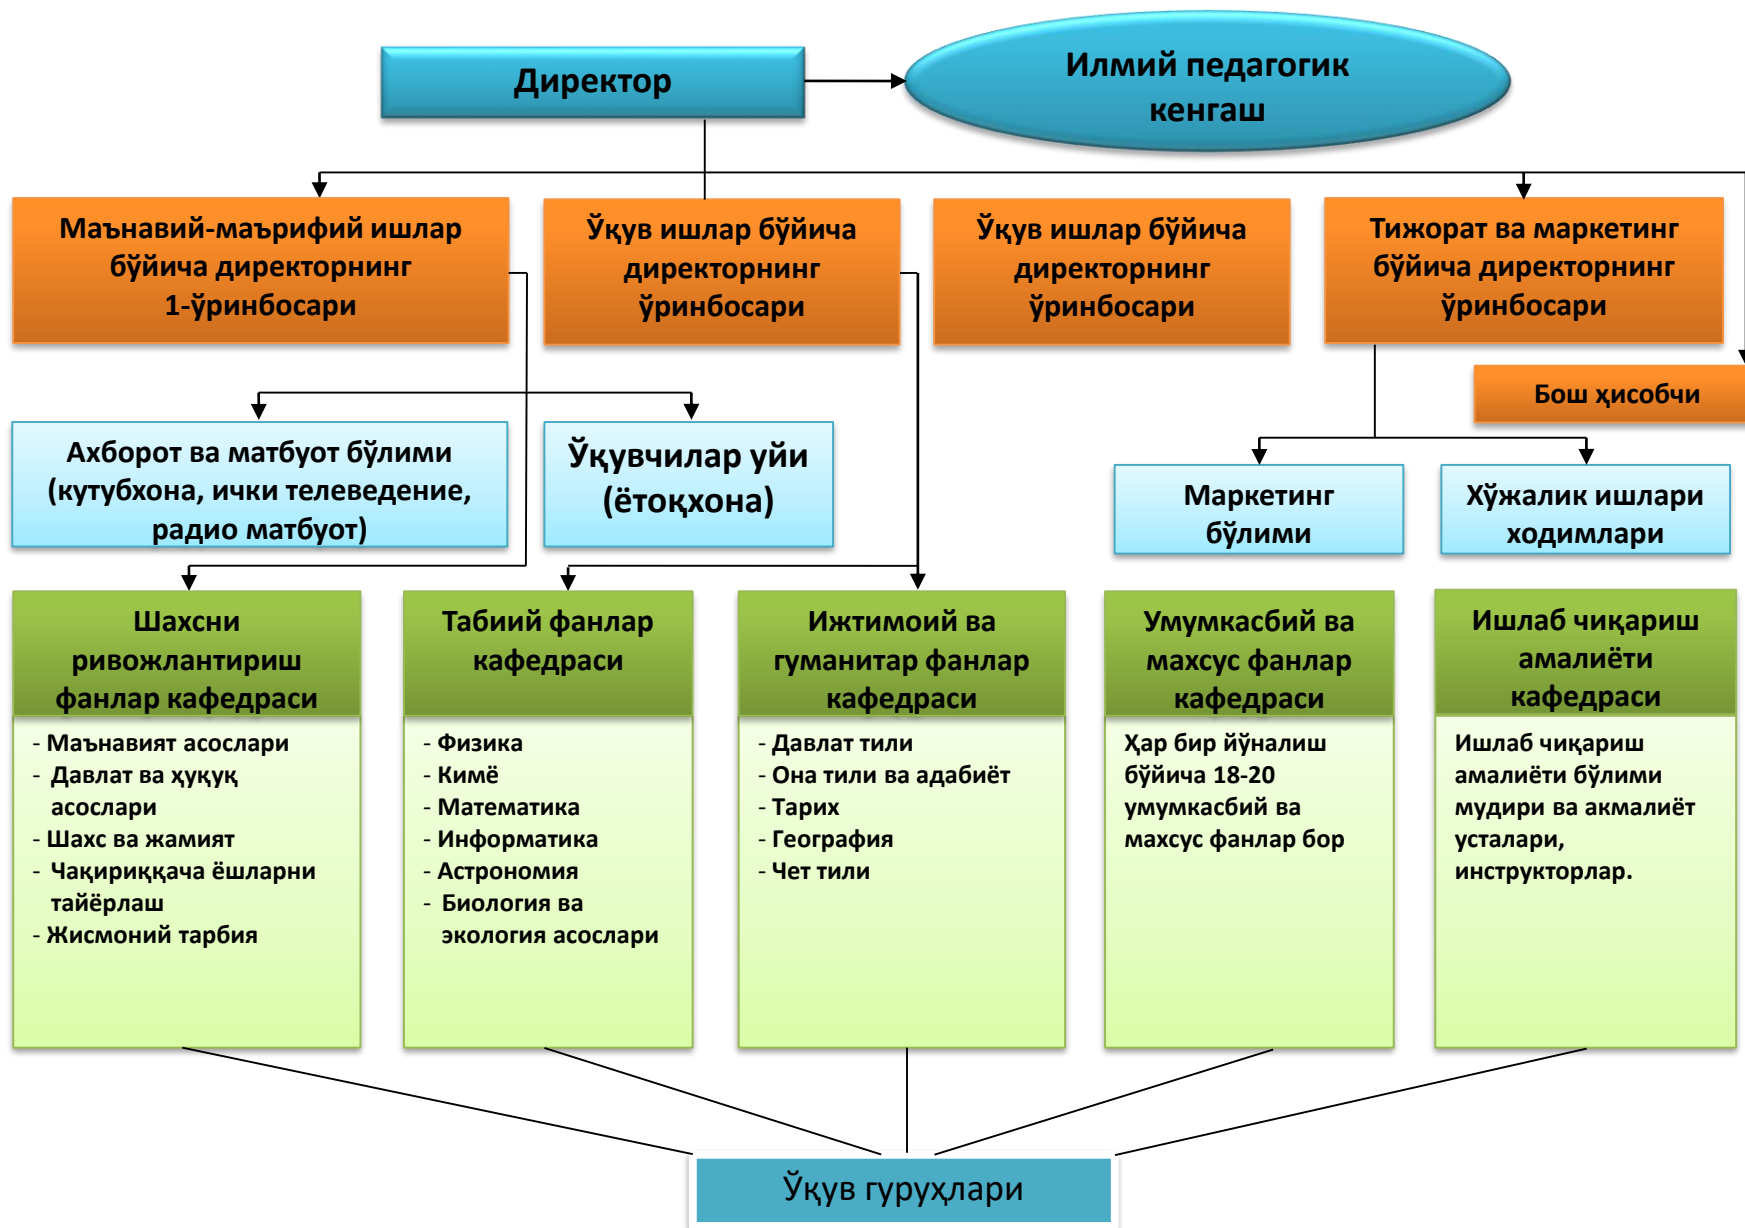 Директор
Илмий педагогик
кенгаш
Маънавий-маърифий ишлар
бўйича директорнинг
1-ўринбосари
Ўқув ишлар бўйича
директорнинг
ўринбосари
Ўқув ишлар бўйича
директорнинг
ўринбосари
Тижорат ва маркетинг
бўйича директорнинг
ўринбосари
Бош ҳисобчи
Ахборот ва матбуот бўлими
(кутубхона, ички телеведение,
радио матбуот)
Ўқувчилар уйи
(ётоқхона)
Маркетинг
бўлими
Хўжалик ишлари
ходимлари
Шахсни
ривожлантириш
фанлар кафедраси
- Маънавият асослари
- Давлат ва ҳуқуқ
асослари
- Шахс ва жамият
- Чақириққача ёшларни
тайёрлаш
- Жисмоний тарбия
Табиий фанлар
кафедраси
- Физика
- Кимё
- Математика
- Информатика
- Астрономия
- Биология ва
экология асослари
Ижтимоий ва
гуманитар фанлар
кафедраси
- Давлат тили
- Она тили ва адабиёт
- Тарих
- География
- Чет тили
Умумкасбий ва
махсус фанлар
кафедраси
Ҳар бир йўналиш
бўйича 18-20
умумкасбий ва
махсус фанлар бор
Ишлаб чиқариш
амалиёти
кафедраси
Ишлаб чиқариш
амалиёти бўлими
мудири ва акмалиёт
усталари,
инструкторлар.
Ўқув гуруҳлари